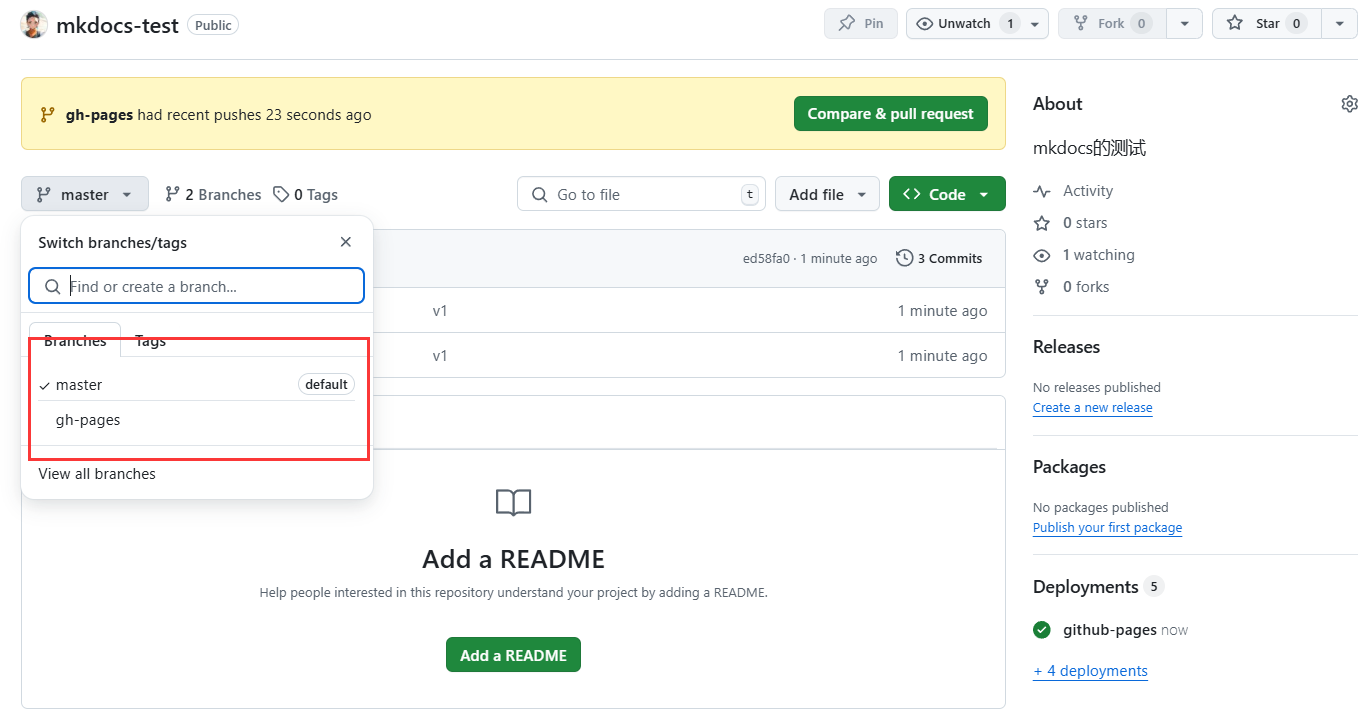 mkdocs-test Public
Pin
Unwatch 1
Fork 0
Star 0
gh-pages had recent pushes 23 seconds ago
Compare & pull request
master
2 Branches
0 Tags
Go to file
t
Add file
Code
Switch branches/tags
Find or create a branch...
Branches
Tags
master
default
gh-pages
View all branches
ed58fa0 · 1 minute ago
3 Commits
v1
1 minute ago
v1
1 minute ago
Add a README
Help people interested in this repository understand your project by adding a README.
Add a README
About
mkdocs的测试
Activity
0 stars
1 watching
0 forks
Releases
No releases published
Create a new release
Packages
No packages published
Publish your first package
Deployments 5
github-pages now
+ 4 deployments